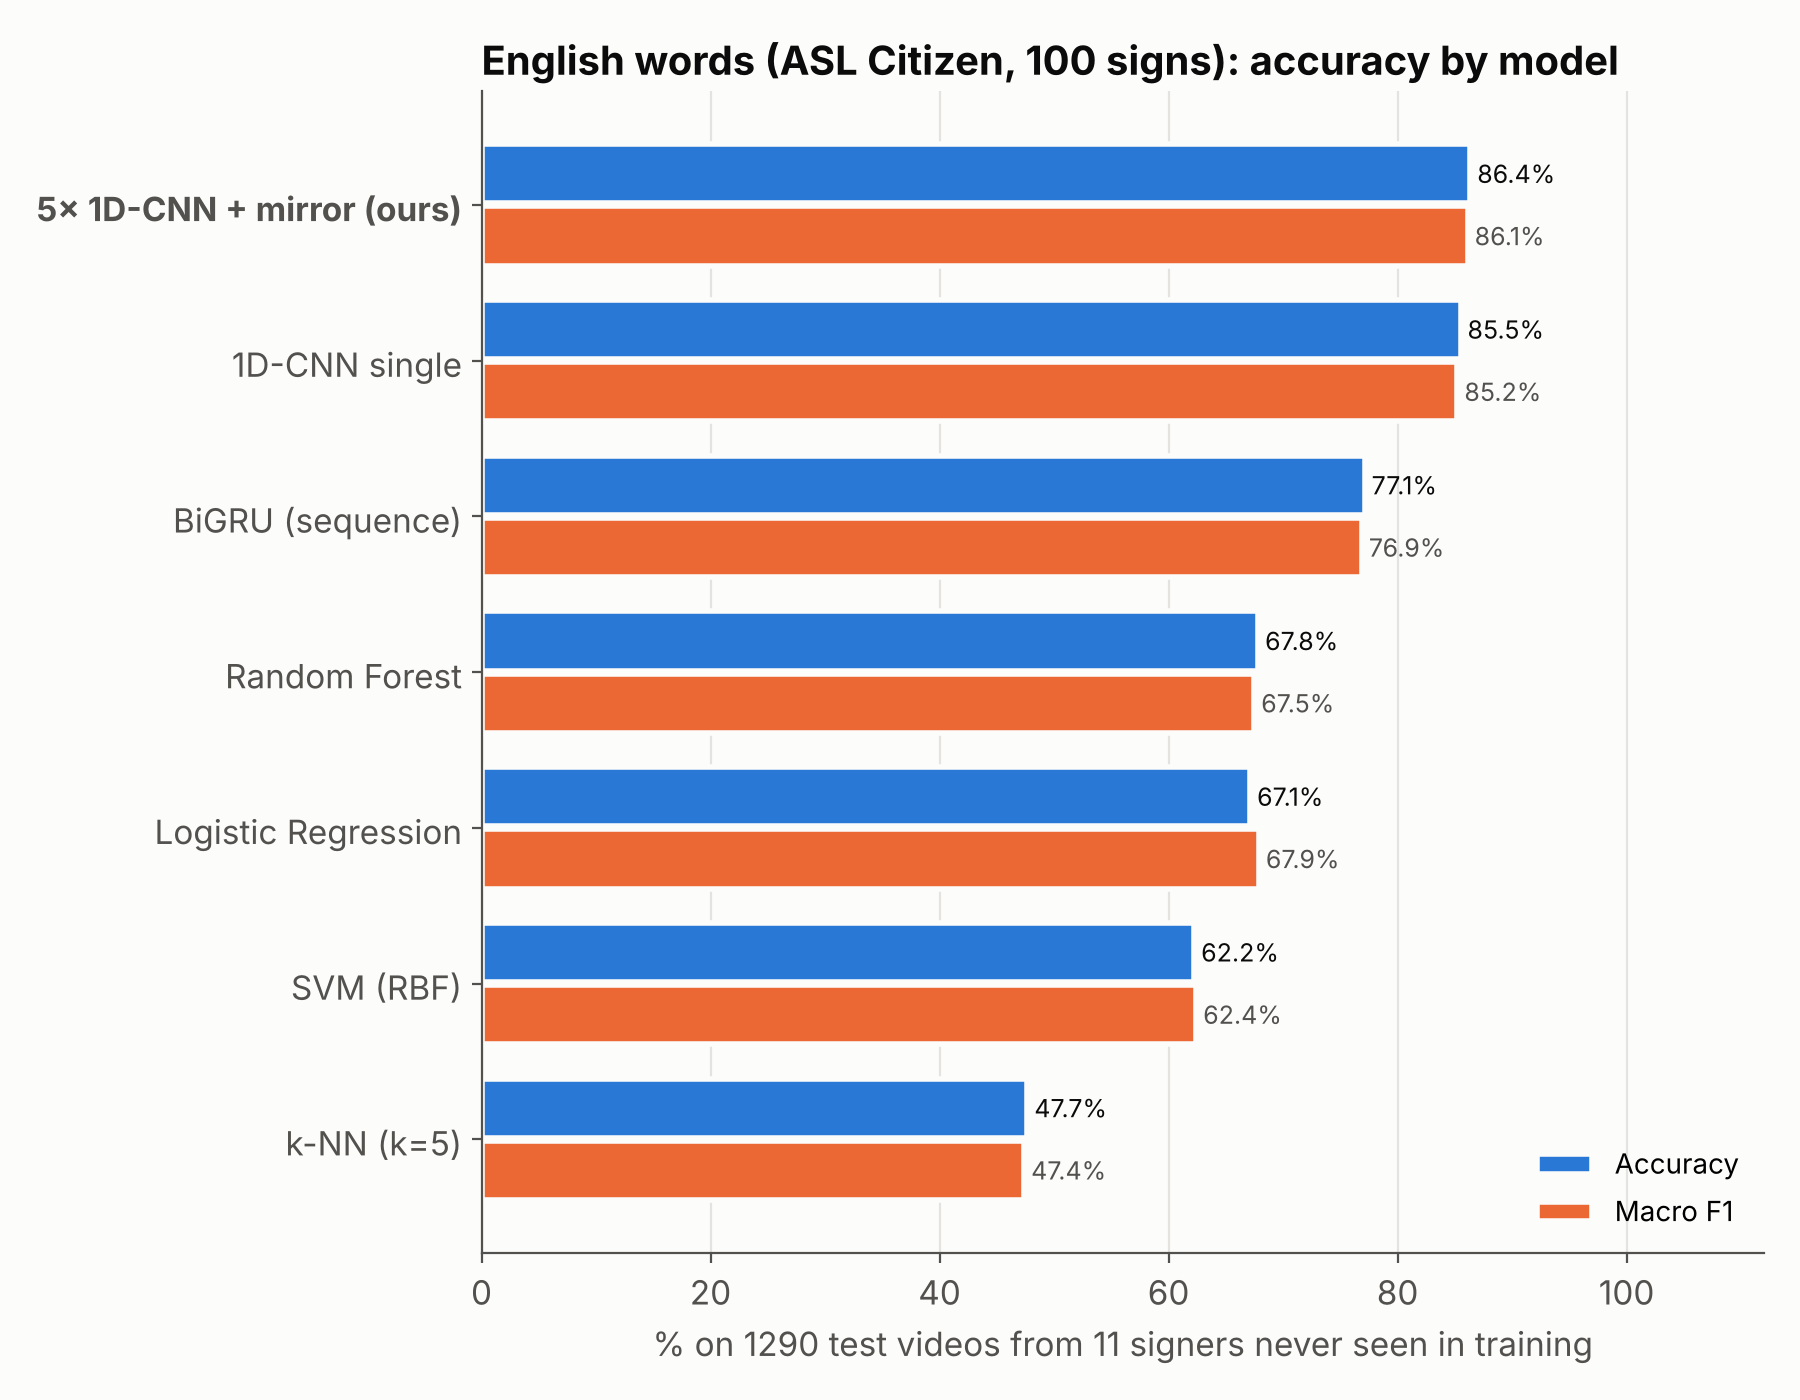 English words (ASL Citizen, 100 signs): accuracy by model
5× 1D-CNN + mirror (ours)
86.4%
86.1%
1D-CNN single
85.5%
85.2%
BiGRU (sequence)
77.1%
76.9%
Random Forest
67.8%
67.5%
Logistic Regression
67.1%
67.9%
SVM (RBF)
62.2%
62.4%
k-NN (k=5)
47.7%
47.4%
Accuracy
Macro F1
0 20 40 60 80 100
% on 1290 test videos from 11 signers never seen in training